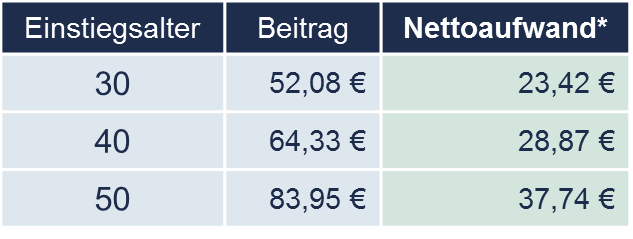 Einstiegsalter Beitrag Nettoaufwand*
30 52,08 € 23,42 €
40 64,33 € 28,87 €
50 83,95 € 37,74 €